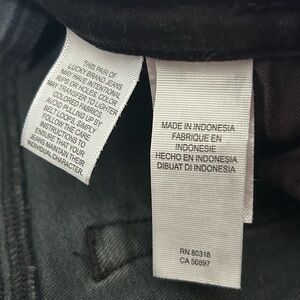 THIS PAIR OF
LUCKY BRAND JEANS
MAY HAVE INTENTIONAL
RIPS OR HOLES. COLOR
MAY TRANSFER TO LIGHTER
COLORED FABRICS.
AVOID PULLING UP BY
BELT LOOPS. SIMPLY
FOLLOW THE CARE
INSTRUCTIONS TO
ENSURE THAT YOUR
JEANS MAINTAIN THEIR
INDIVIDUAL CHARACTER.
MADE IN INDONESIA
FABRIQUE EN
INDONESIE
HECHO EN INDONESIA
DIBUAT DI INDONESIA
RN 80318
CA 56897